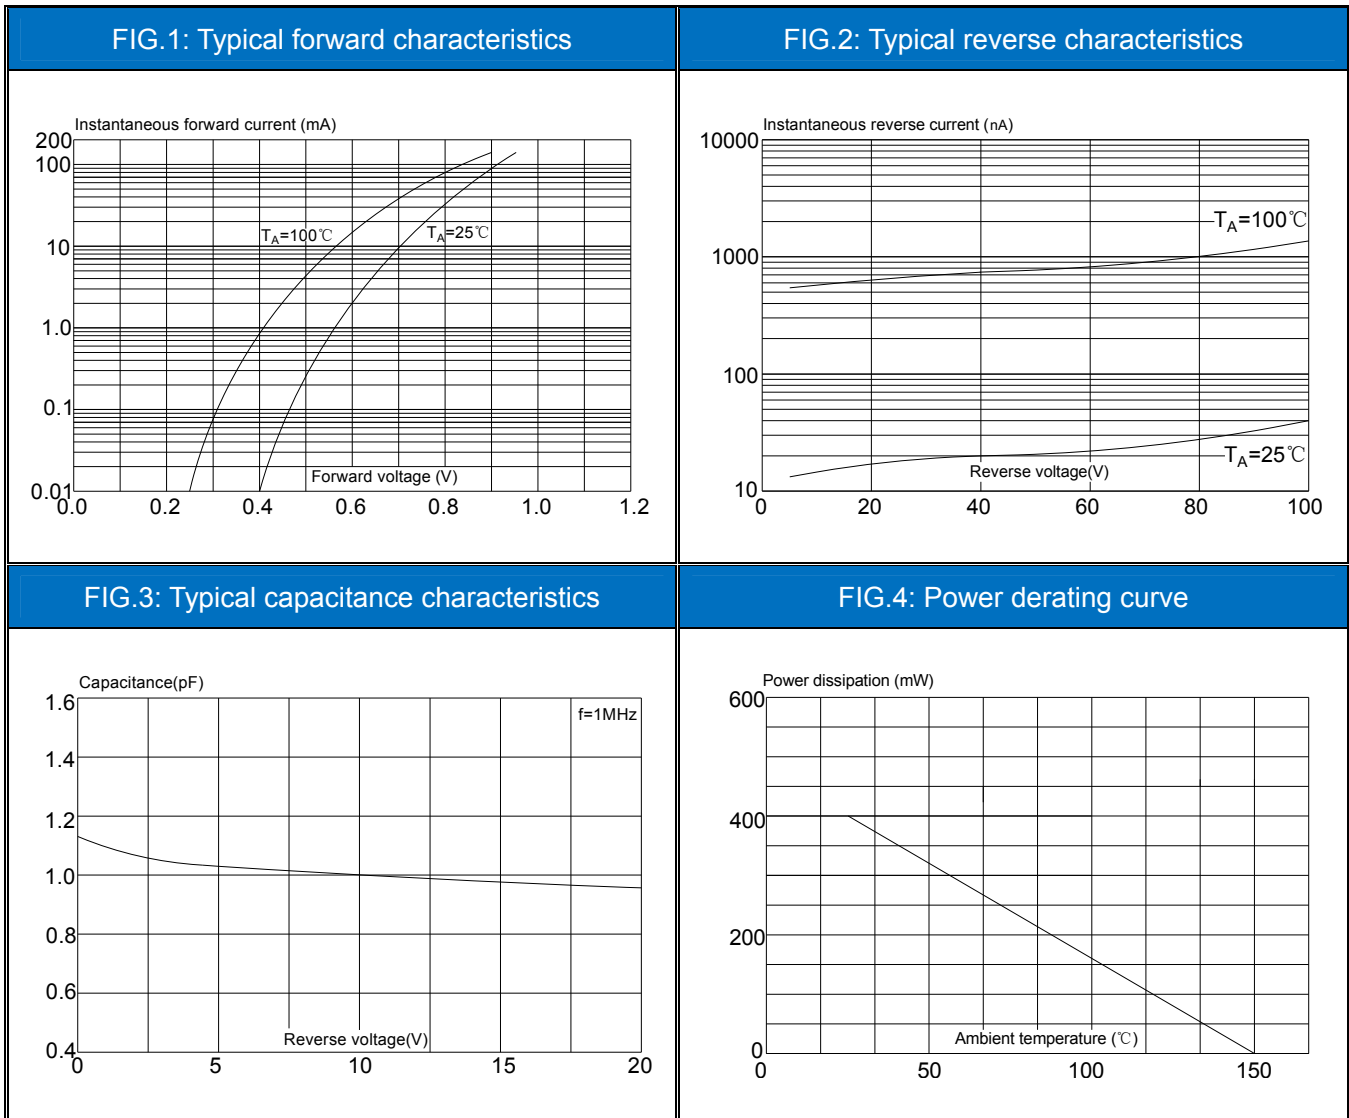 FIG.1: Typical forward characteristics
FIG.2: Typical reverse characteristics
Instantaneous forward current (mA)
200
100
10
1.0
0.1
0.01
TA=100℃
TA=25℃
Forward voltage (V)
0.0 0.2 0.4 0.6 0.8 1.0 1.2
Instantaneous reverse current (nA)
10000
1000
100
10
TA=100℃
TA=25℃
Reverse voltage(V)
0 20 40 60 80 100
FIG.3: Typical capacitance characteristics
FIG.4: Power derating curve
Capacitance(pF)
1.6
1.4
1.2
1.0
0.8
0.6
0.4
f=1MHz
Reverse voltage(V)
0 5 10 15 20
Power dissipation (mW)
600
400
200
0
Ambient temperature (℃)
0 50 100 150